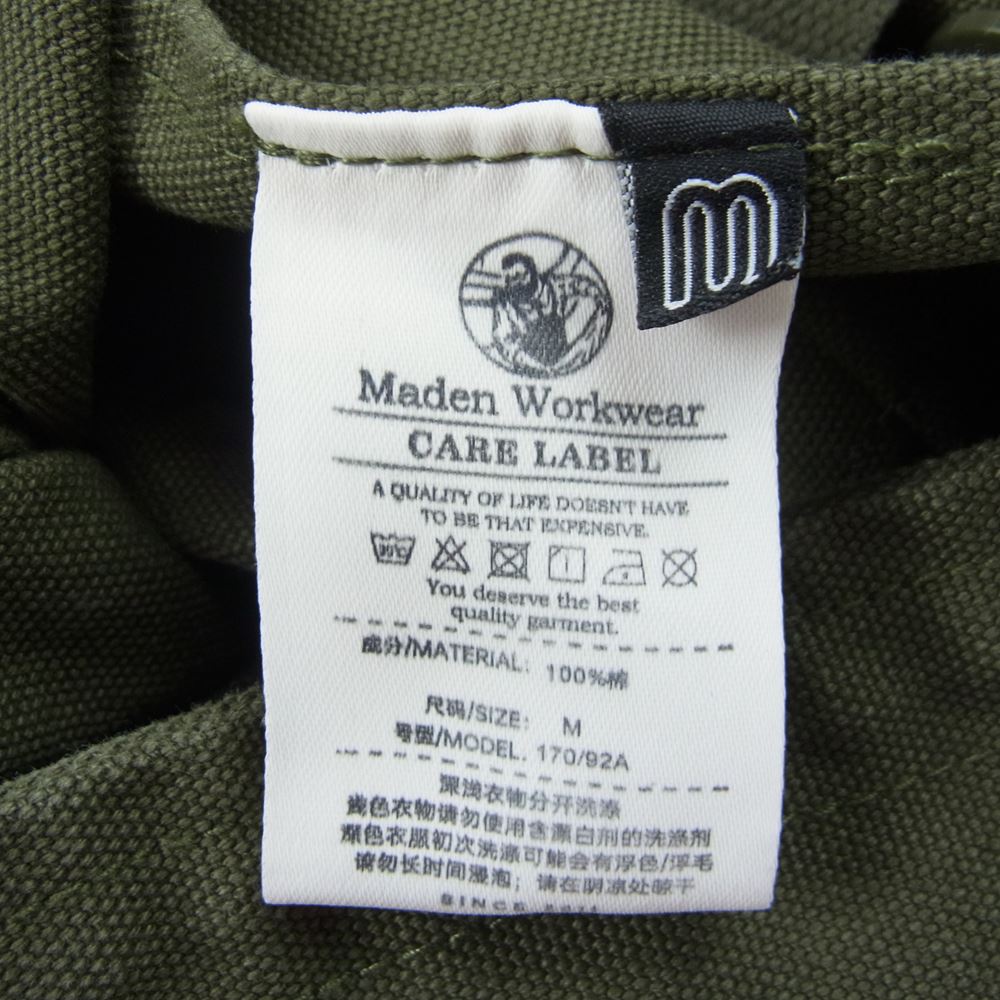 m
Maden Workwear
CARE LABEL
A QUALITY OF LIFE DOESN'T HAVE
TO BE THAT EXPENSIVE.
30°C
You deserve the best
quality garment.
成分/MATERIAL: 100%棉
尺码/SIZE: M
号型/MODEL. 170/92A
深浅衣物分开洗涤
浅色衣物请勿使用含漂白剂的洗涤剂
深色衣服初次洗涤可能会有浮色/浮毛
请勿长时间浸泡；请在阴凉处晾干
SINCE